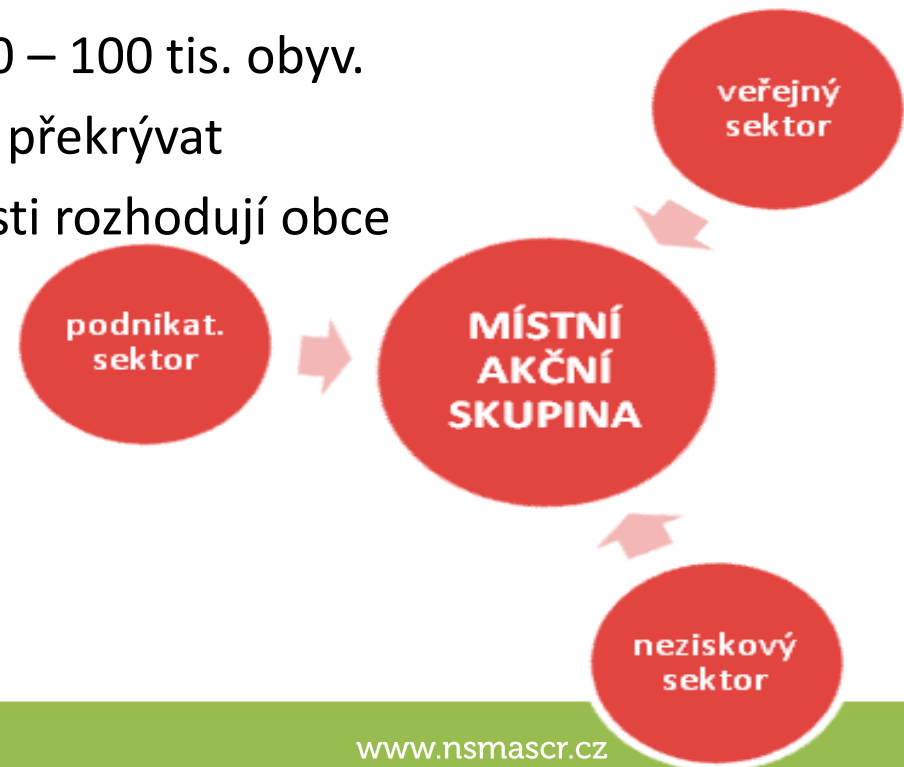 0 – 100 tis. obyv.
překrývat
sti rozhodují obce
veřejný
sektor
podnikat.
sektor
MÍSTNÍ
AKČNÍ
SKUPINA
neziskový
sektor
www.nsmascr.cz